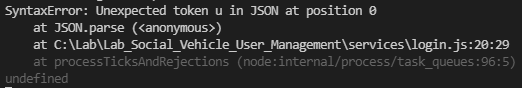 SyntaxError: Unexpected token u in JSON at position 0
    at JSON.parse (<anonymous>)
    at C:\Lab\Lab_Social_Vehicle_User_Management\services\login.js:20:29
    at processTicksAndRejections (node:internal/process/task_queues:96:5)
undefined